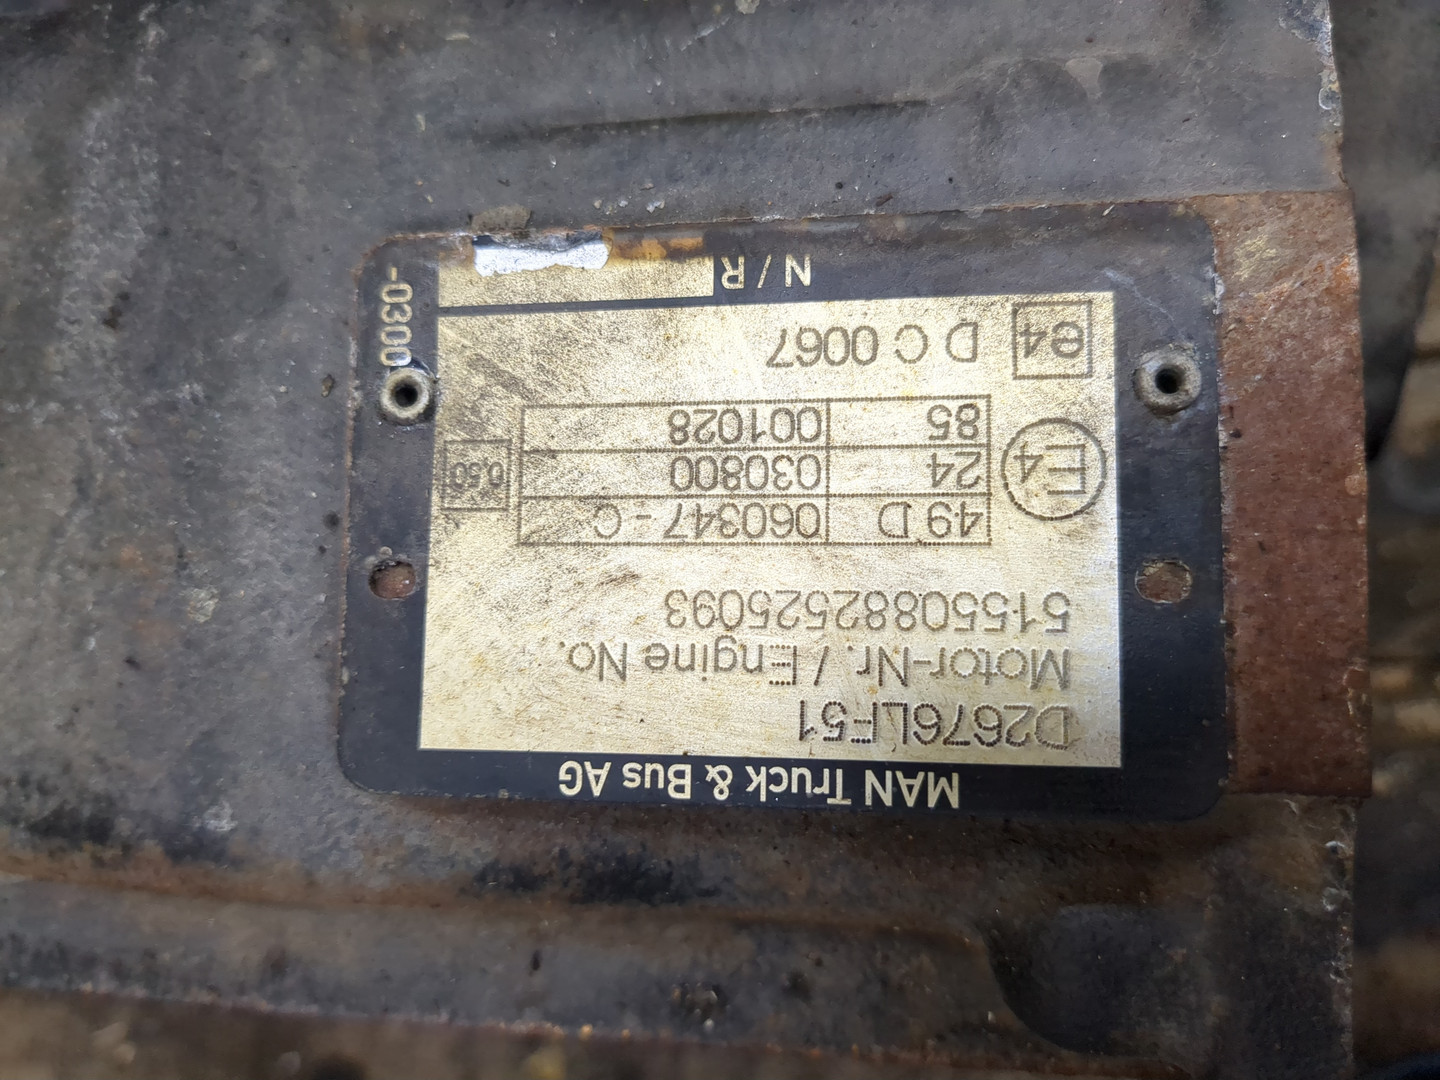 MAN Truck & Bus AG
D2676LF51
Motor-Nr. / Engine No.
51550882525093
49 D 060347 - C
E4 24 030800 0,50
85 001028
e4 D C 0067
N / R
-0300